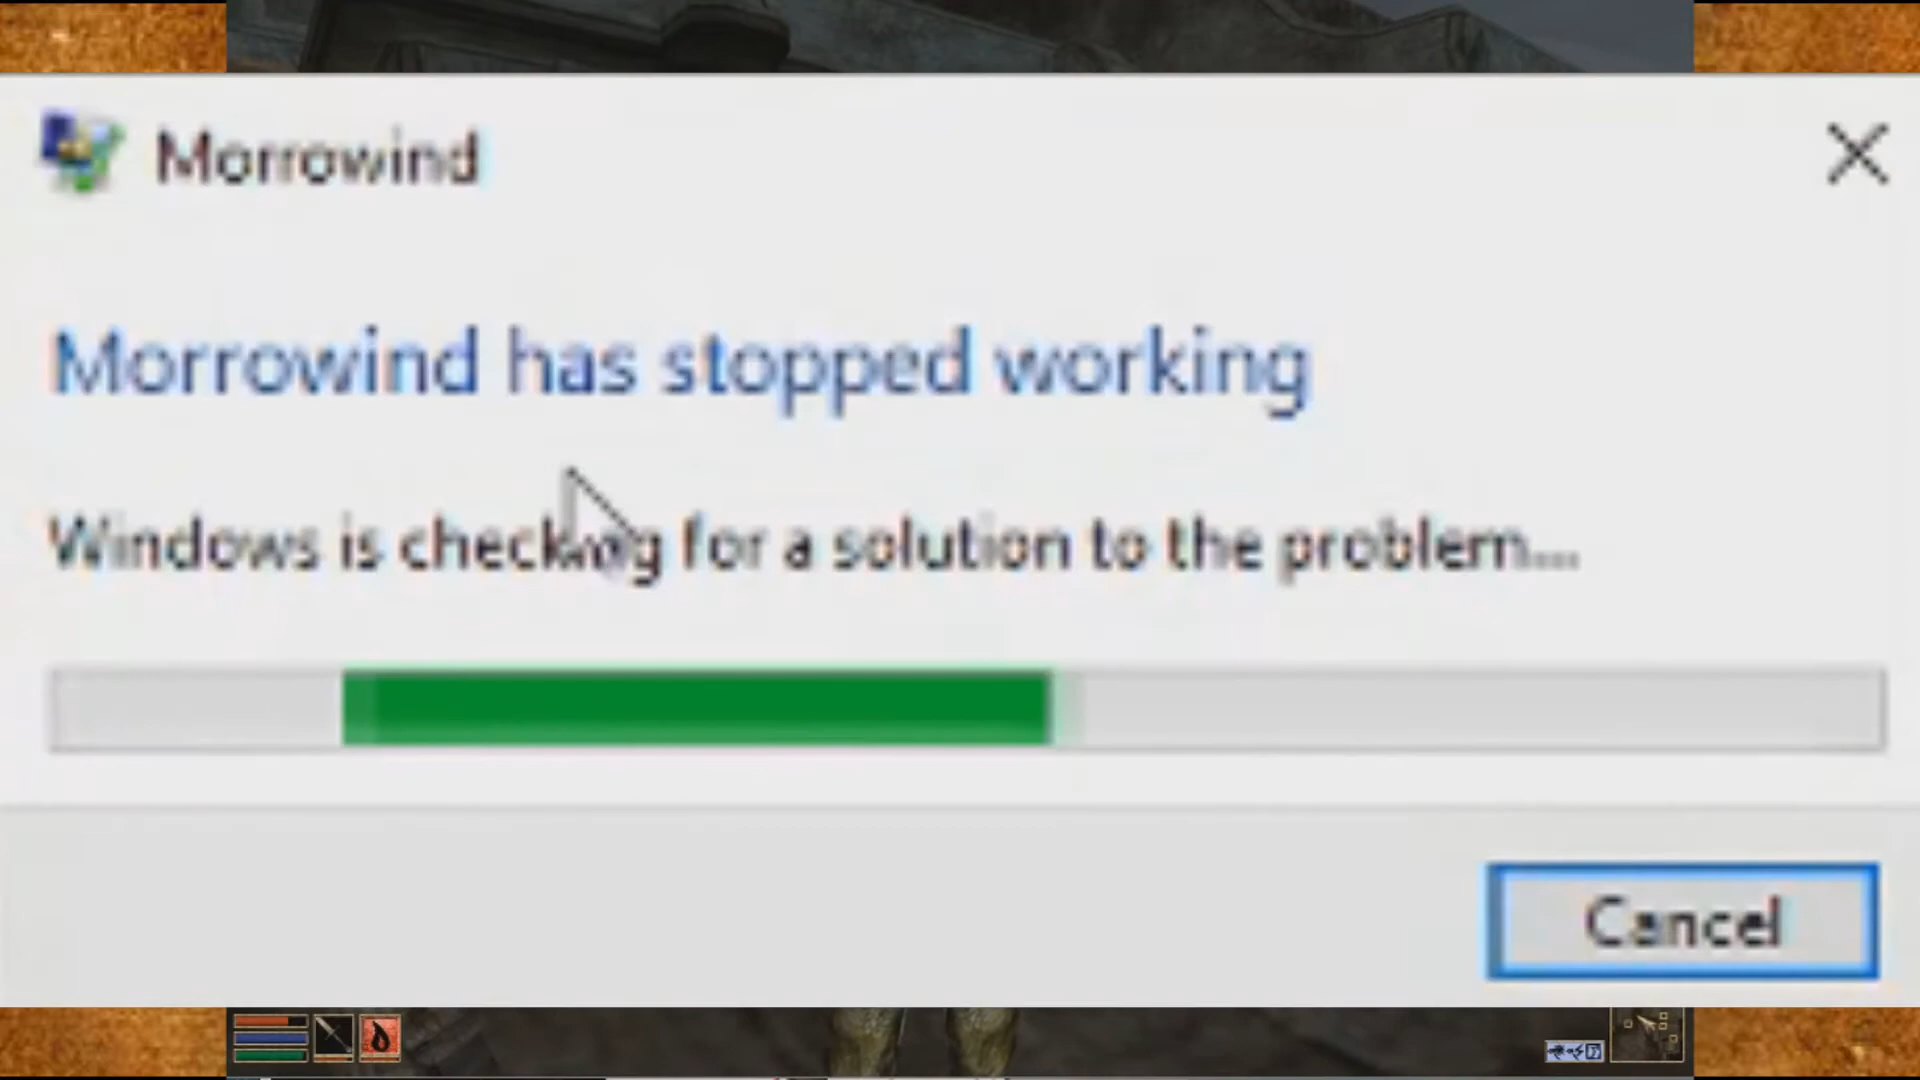 Morrowind
Morrowind has stopped working
Windows is checking for a solution to the problem...
Cancel